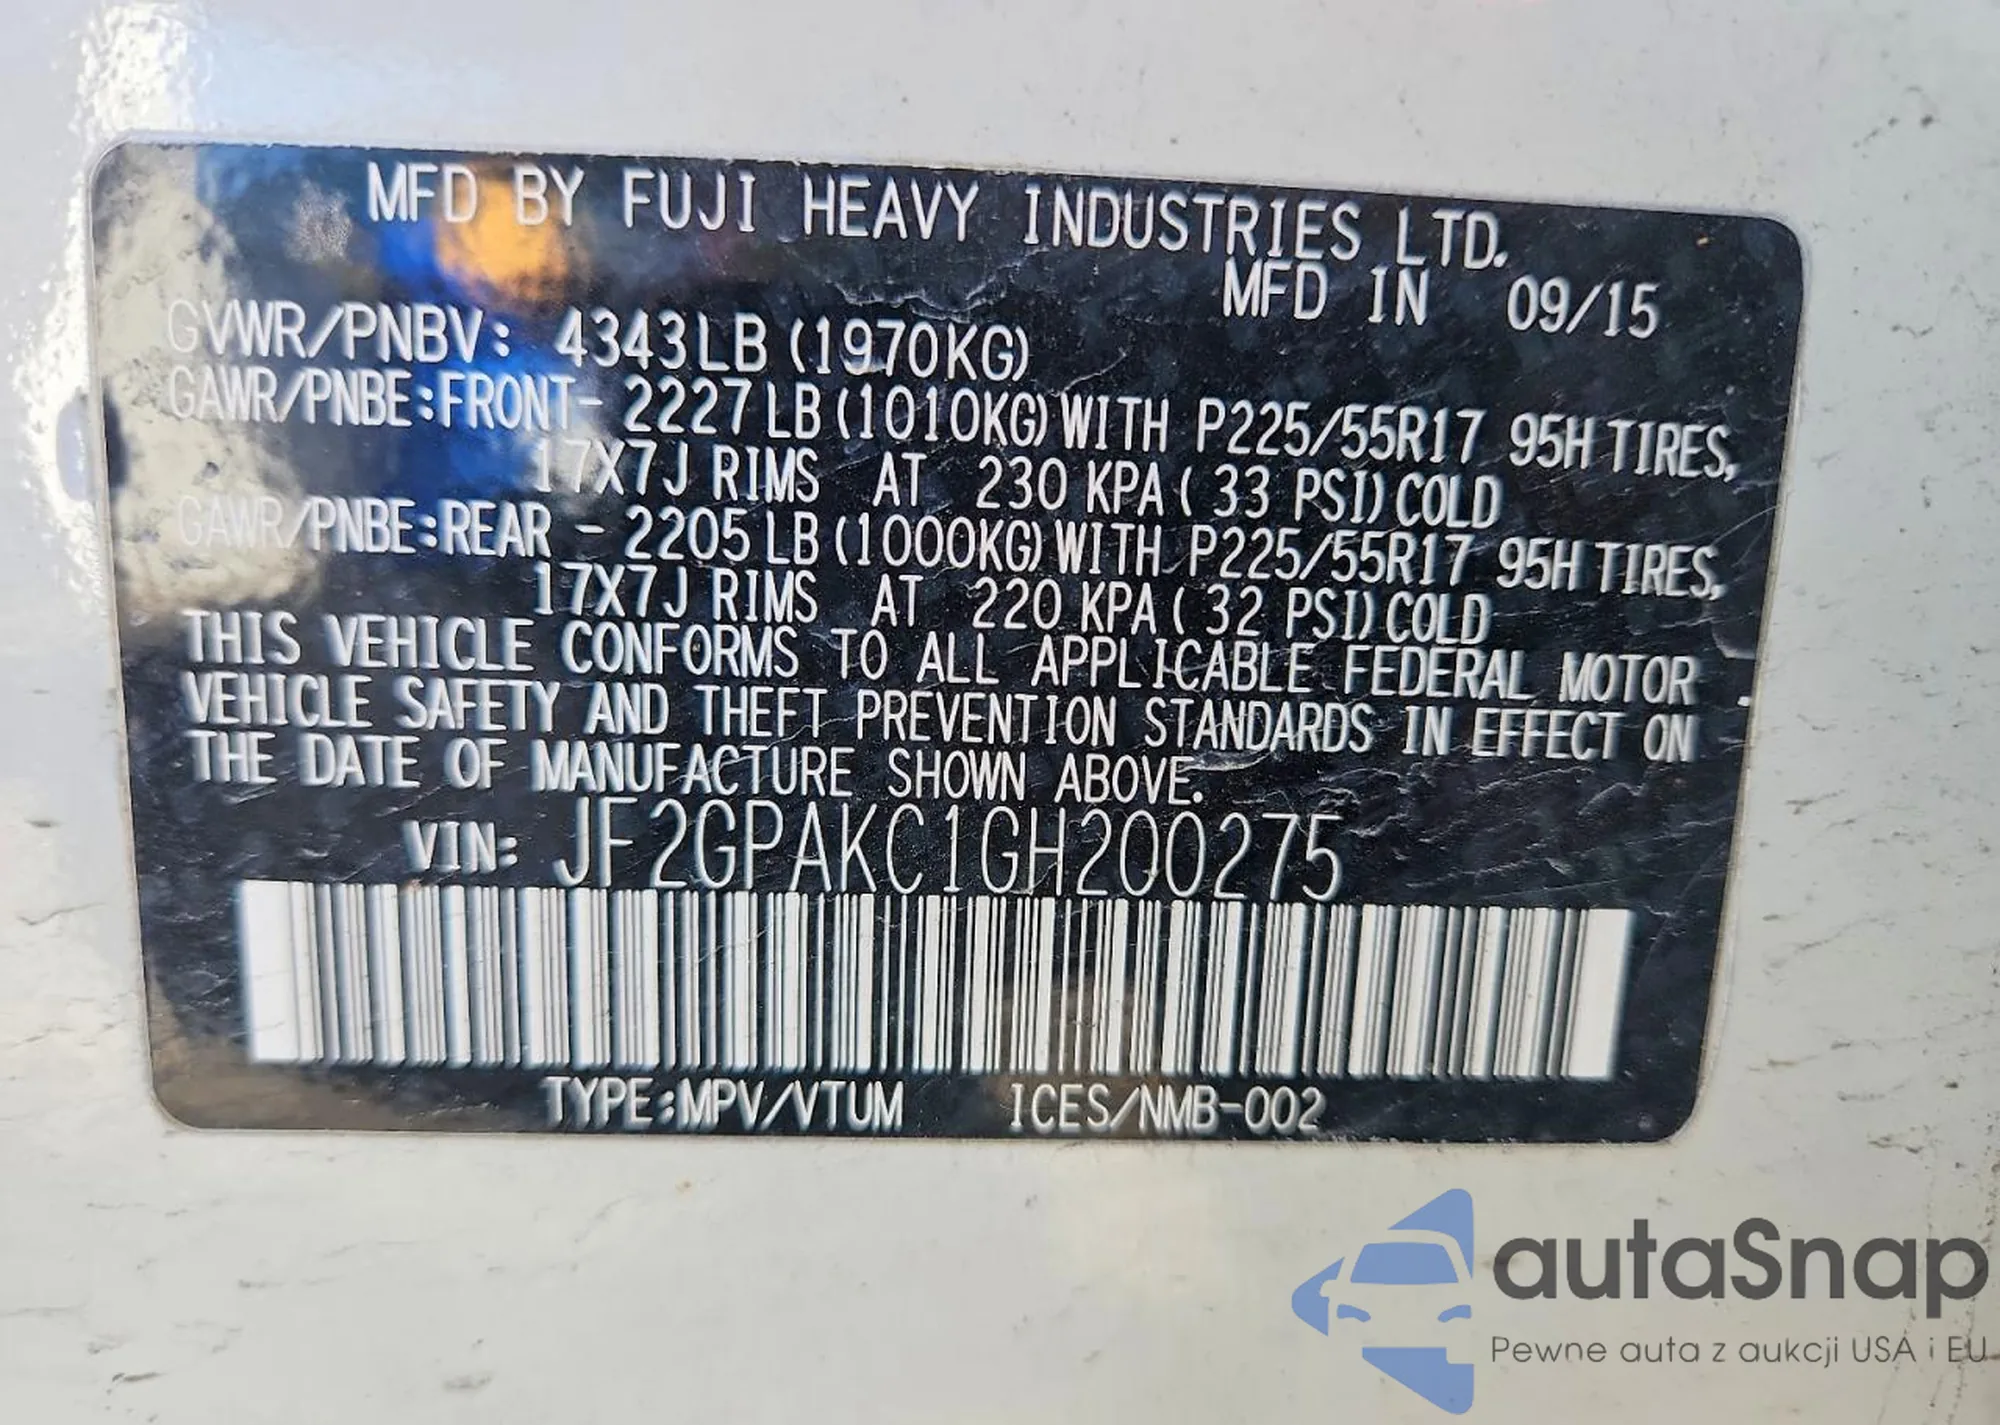 MFD BY FUJI HEAVY INDUSTRIES LTD.
MFD IN 09/15
GVWR/PNBV: 4343LB (1970KG)
GAWR/PNBE:FRONT- 2227LB (1010KG) WITH P225/55R17 95H TIRES,
17X7J RIMS AT 230 KPA ( 33 PSI) COLD
GAWR/PNBE:REAR - 2205LB (1000KG) WITH P225/55R17 95H TIRES,
17X7J RIMS AT 220 KPA ( 32 PSI) COLD
THIS VEHICLE CONFORMS TO ALL APPLICABLE FEDERAL MOTOR
VEHICLE SAFETY AND THEFT PREVENTION STANDARDS IN EFFECT ON
THE DATE OF MANUFACTURE SHOWN ABOVE.
VIN: JF2GPAKC1GH200275
TYPE:MPV/VTUM ICES/NMB-002
autaSnap
Pewne auta z aukcji USA i EU